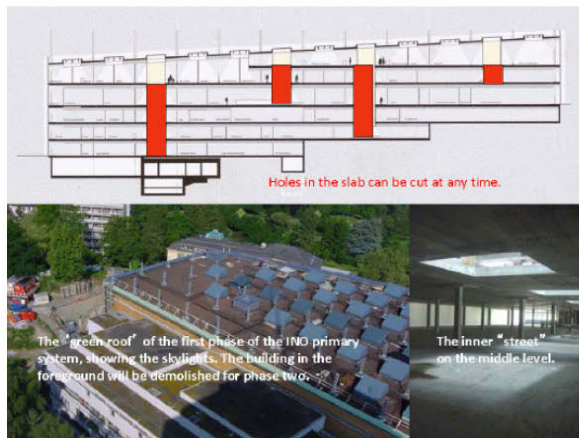 Holes in the slab can be cut at any time.
The “green roof” of the first phase of the INO primary
system, showing the skylights. The building in the
foreground will be demolished for phase two.
The inner “street”
on the middle level.